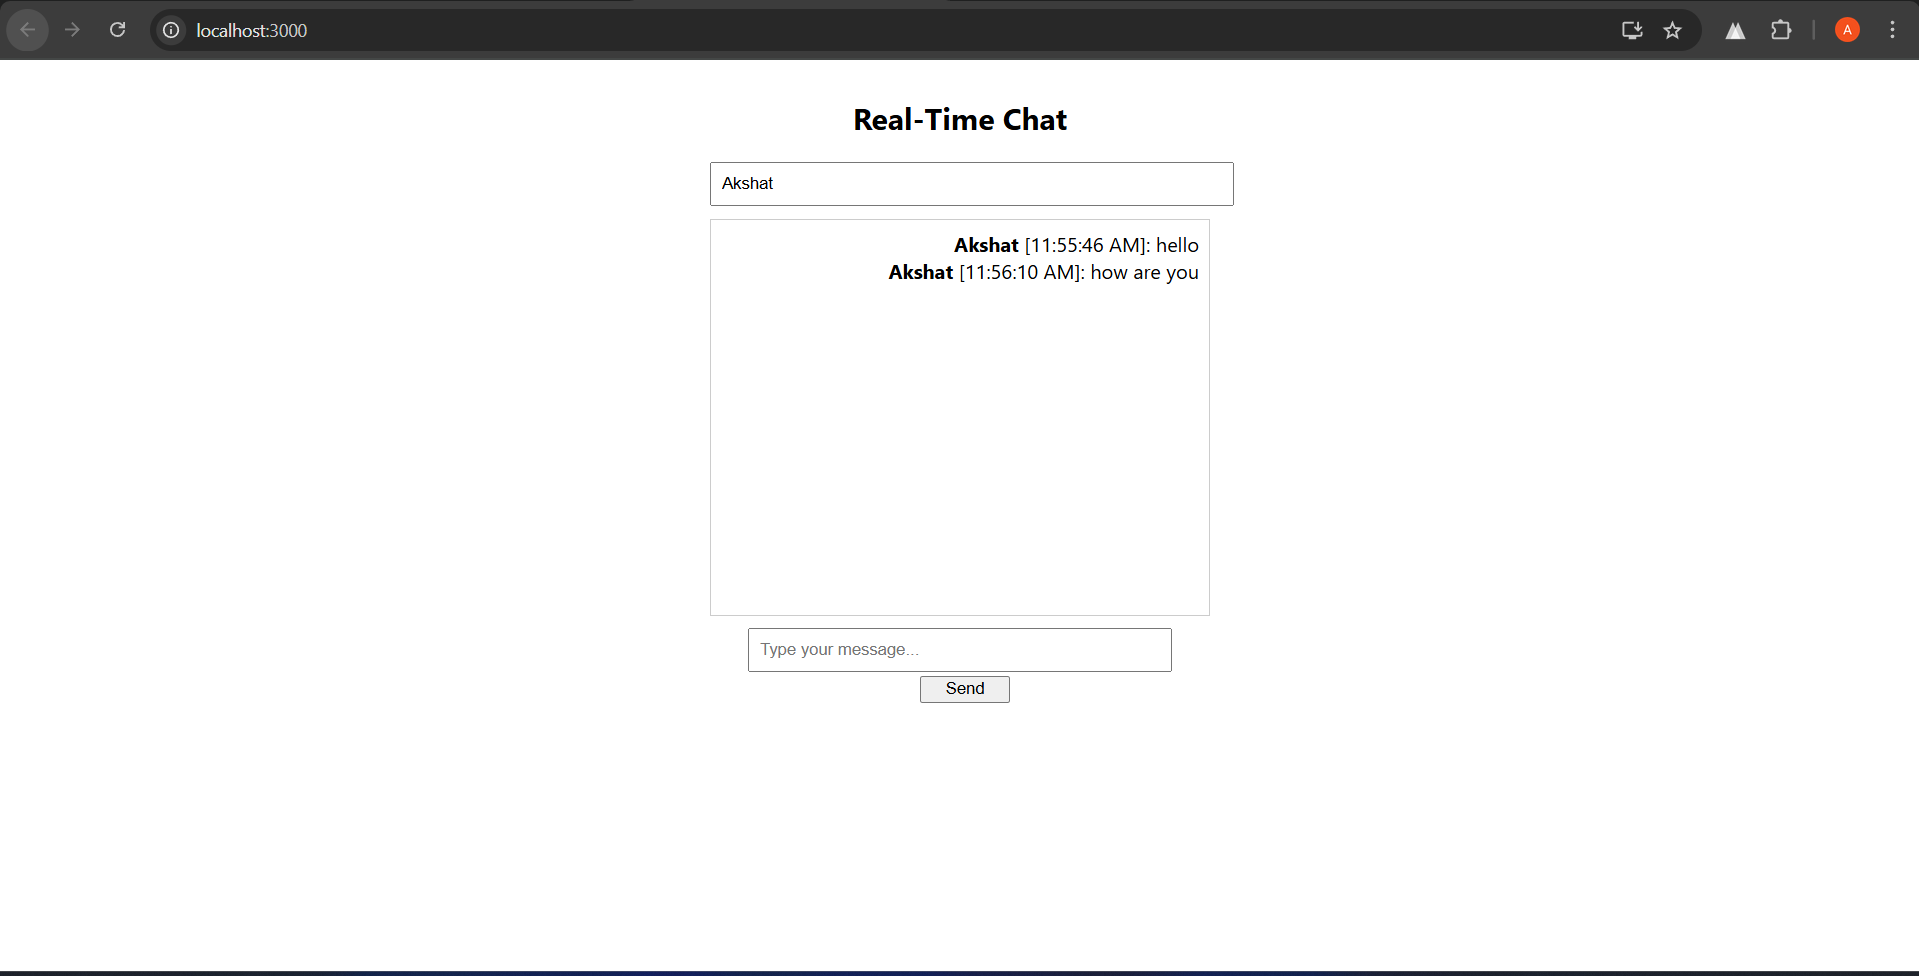 localhost:3000
A
Real-Time Chat
Akshat
Akshat [11:55:46 AM]: hello
Akshat [11:56:10 AM]: how are you
Type your message...
Send